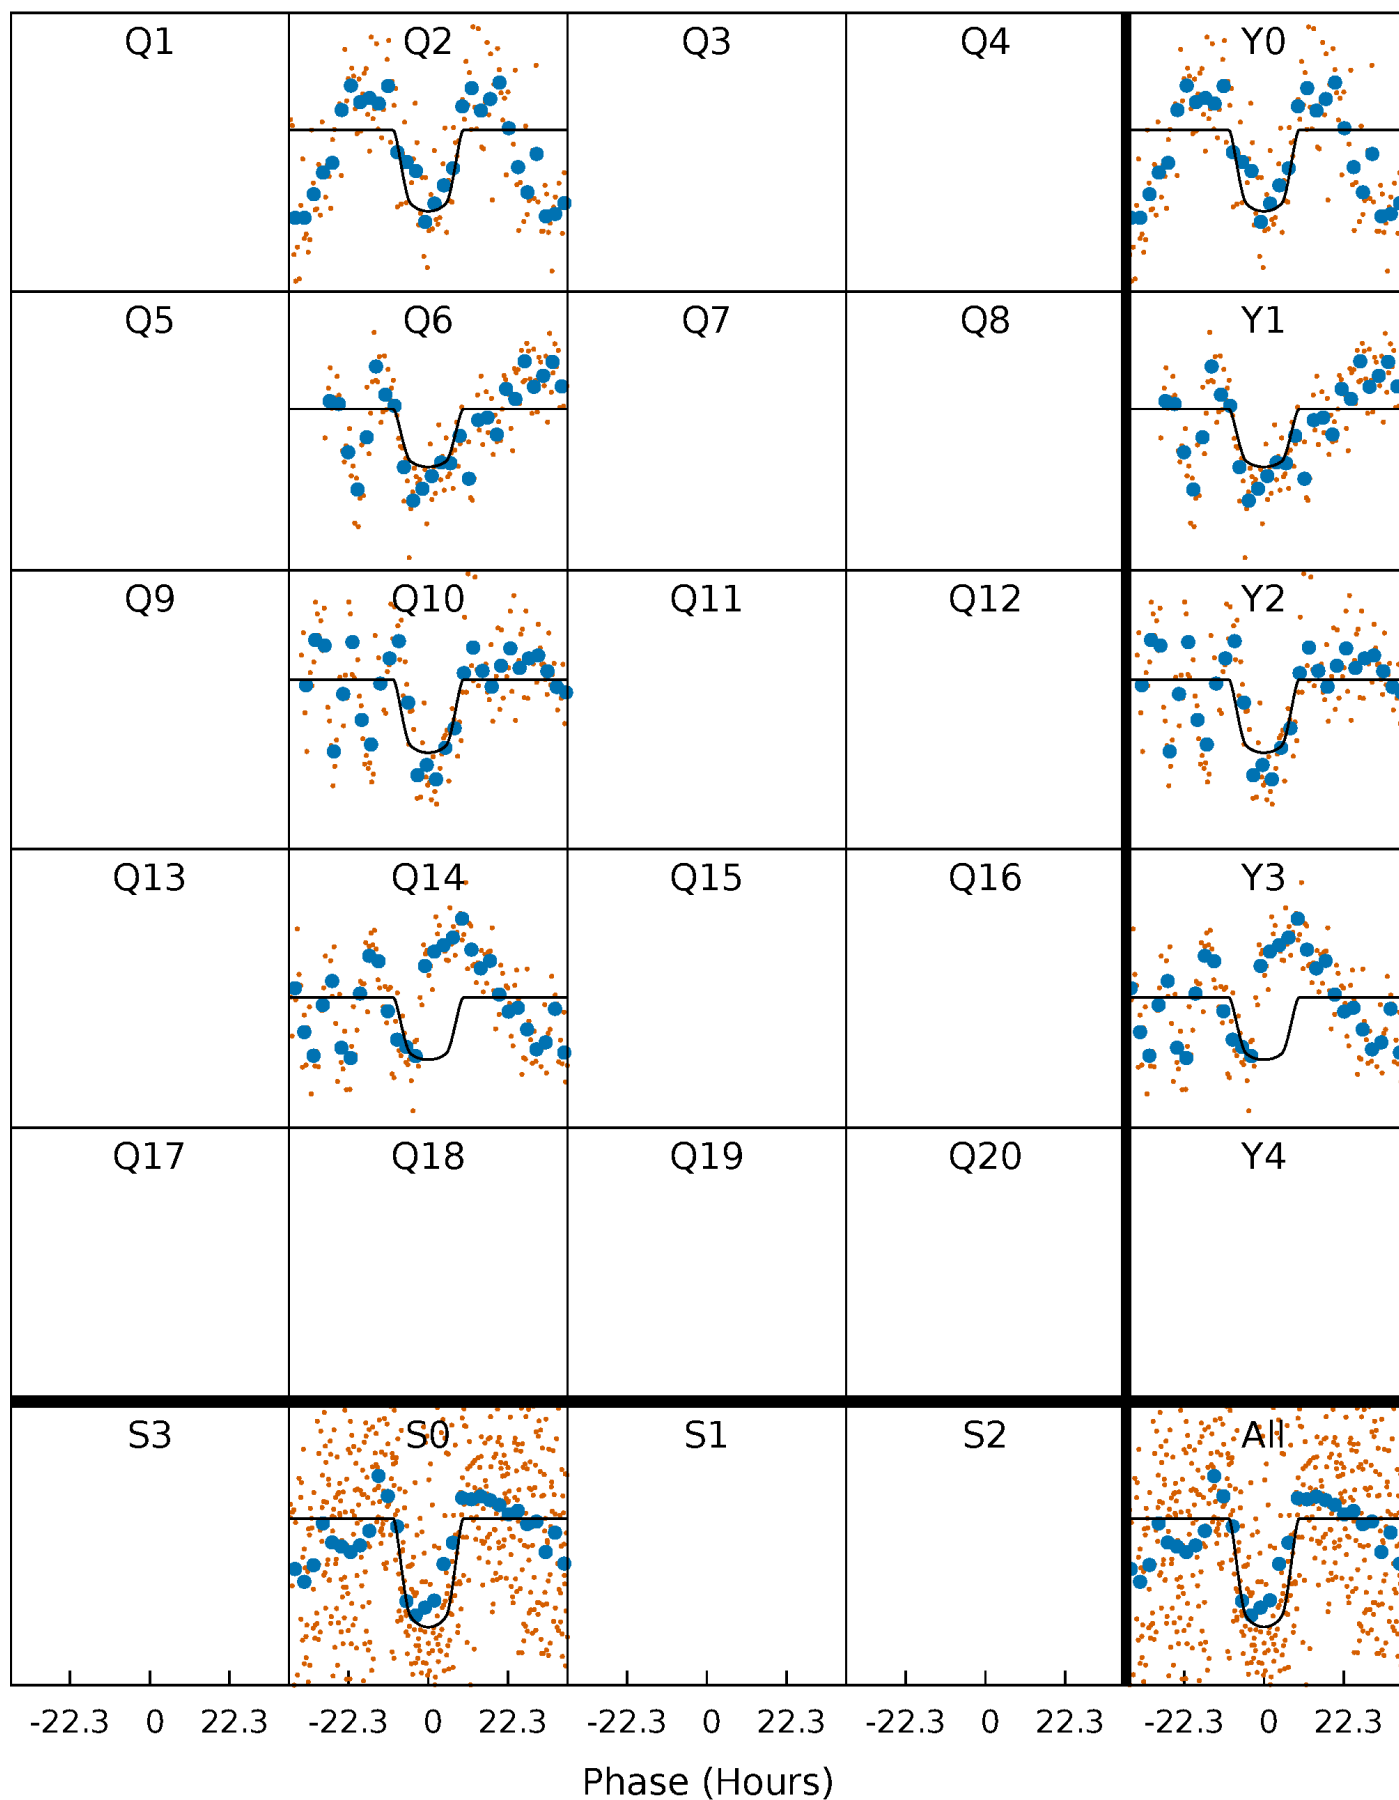 Q1 Q2 Q3 Q4 Y0
Q5 Q6 Q7 Q8 Y1
Q9 Q10 Q11 Q12 Y2
Q13 Q14 Q15 Q16 Y3
Q17 Q18 Q19 Q20 Y4
S3 S0 S1 S2 All
-22.3 0 22.3 -22.3 0 22.3 -22.3 0 22.3 -22.3 0 22.3 -22.3 0 22.3
Phase (Hours)